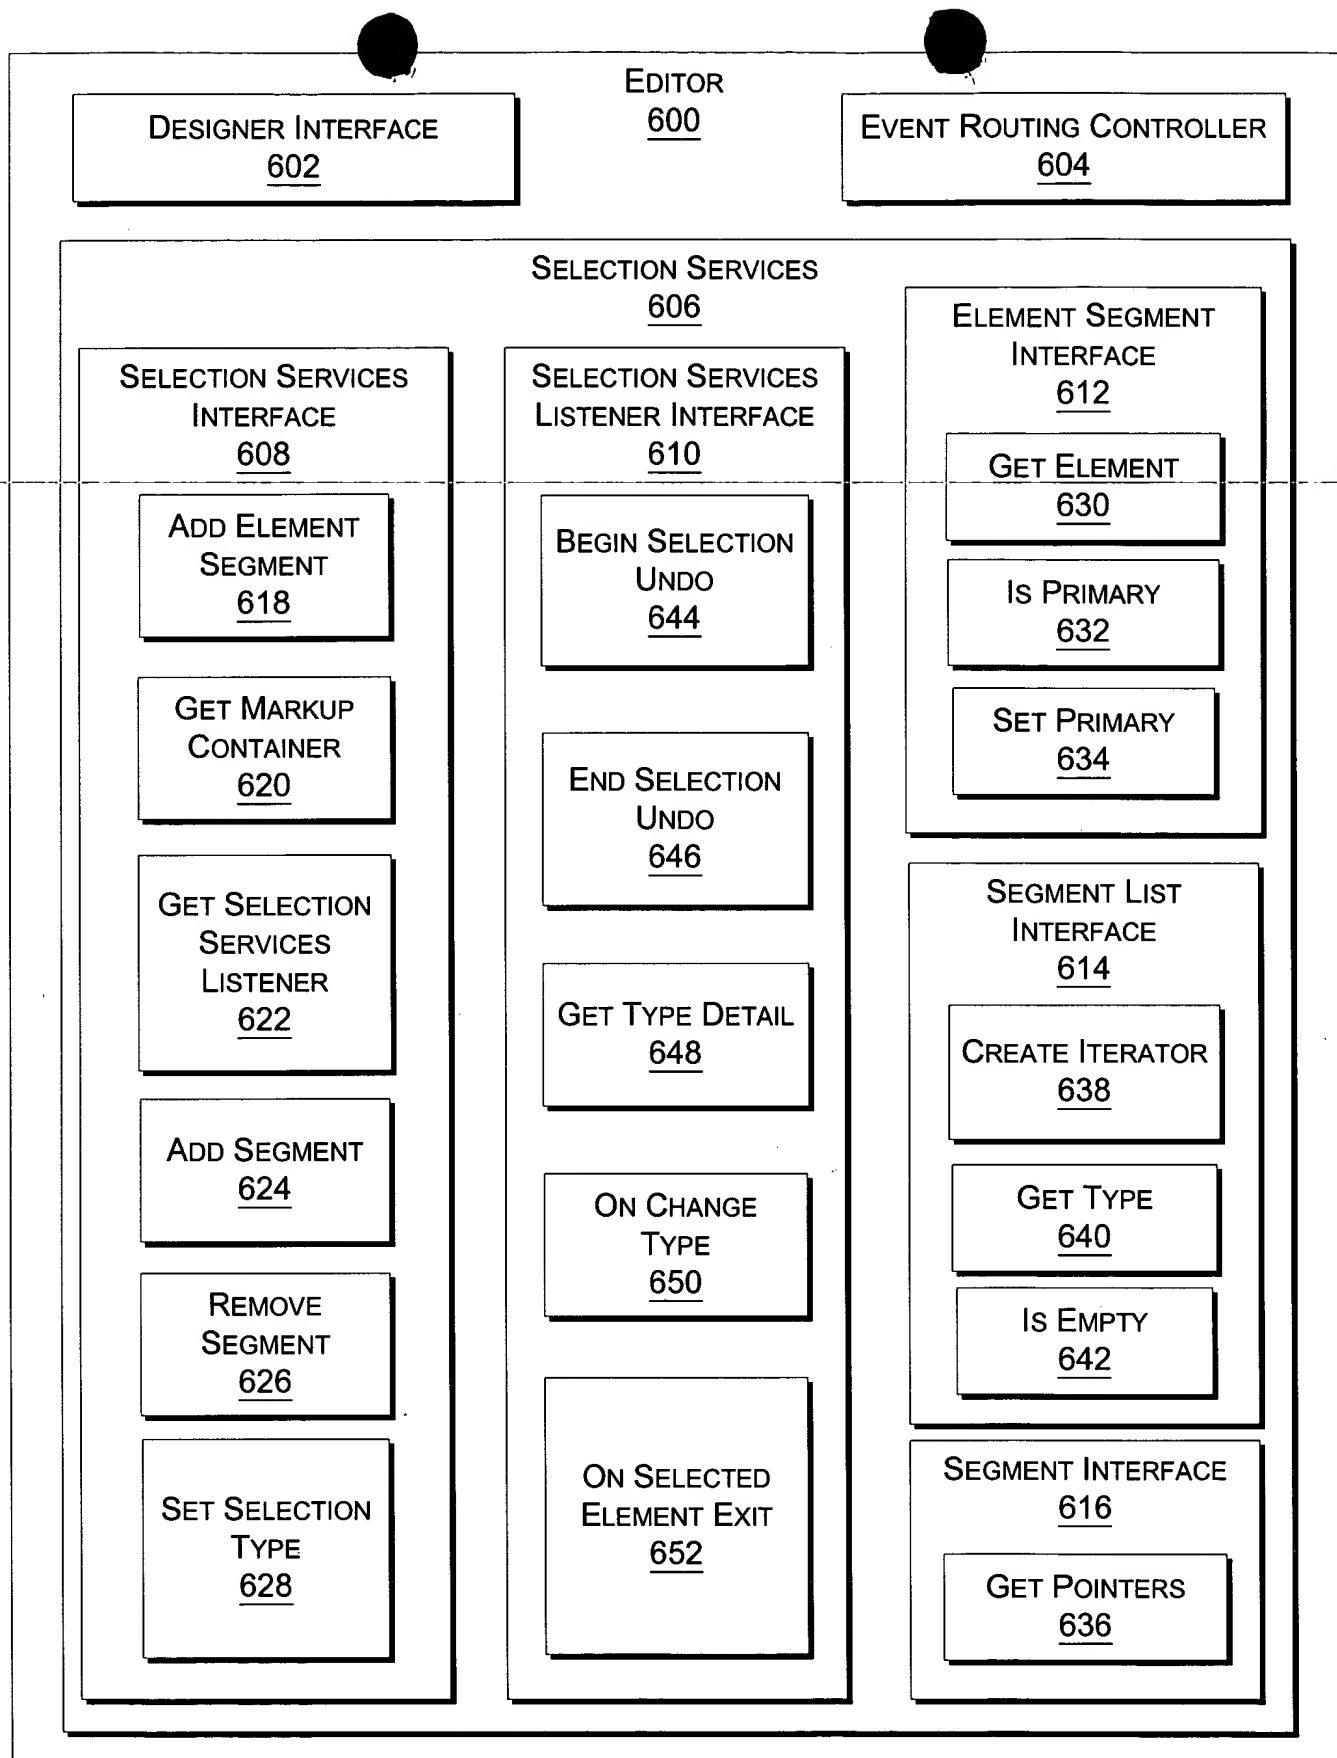 EDITOR
600
DESIGNER INTERFACE
602
EVENT ROUTING CONTROLLER
604
SELECTION SERVICES
606
SELECTION SERVICES
INTERFACE
608
ADD ELEMENT
SEGMENT
618
GET MARKUP
CONTAINER
620
GET SELECTION
SERVICES
LISTENER
622
ADD SEGMENT
624
REMOVE
SEGMENT
626
SET SELECTION
TYPE
628
SELECTION SERVICES
LISTENER INTERFACE
610
BEGIN SELECTION
UNDO
644
END SELECTION
UNDO
646
GET TYPE DETAIL
648
ON CHANGE
TYPE
650
ON SELECTED
ELEMENT EXIT
652
ELEMENT SEGMENT
INTERFACE
612
GET ELEMENT
630
IS PRIMARY
632
SET PRIMARY
634
SEGMENT LIST
INTERFACE
614
CREATE ITERATOR
638
GET TYPE
640
IS EMPTY
642
SEGMENT INTERFACE
616
GET POINTERS
636